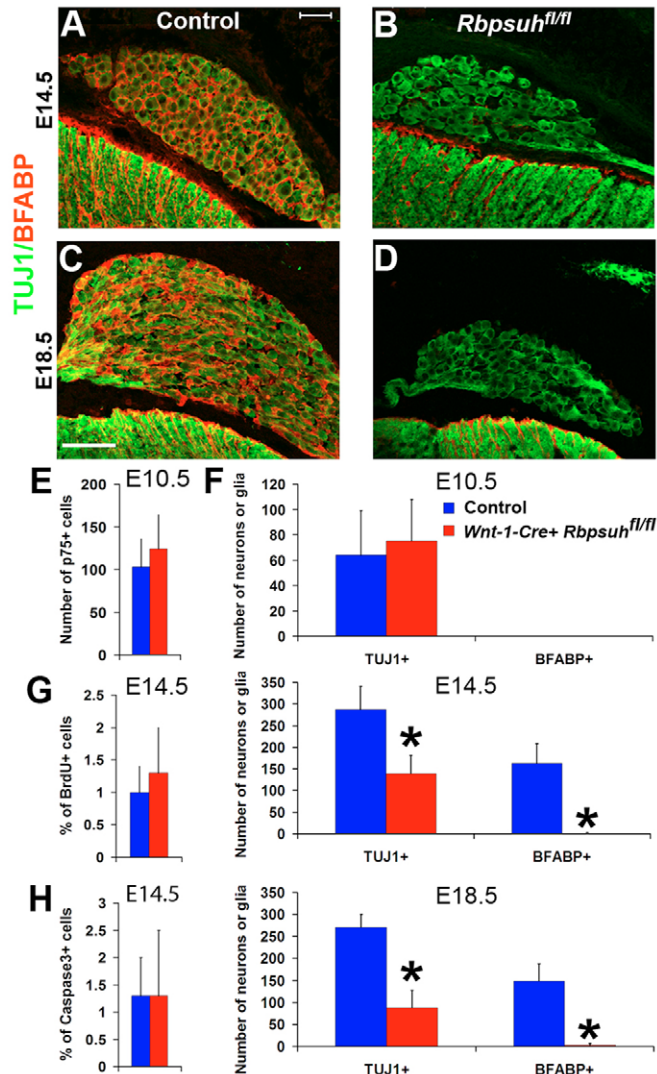 A Control
B Rbpsuhfl/fl
E14.5
TUJ1/BFABP
C
D
E18.5
E E10.5
Number of p75+ cells
200
150
100
50
0
F E10.5
Number of neurons or glia
120
100
80
60
40
20
0
Control
Wnt-1-Cre+ Rbpsuhfl/fl
TUJ1+ BFABP+
G E14.5
% of BrdU+ cells
2.5
2
1.5
1
0.5
0
E14.5
Number of neurons or glia
350
300
250
200
150
100
50
0
*
*
TUJ1+ BFABP+
H E14.5
% of Caspase3+ cells
3.5
3
2.5
2
1.5
1
0.5
0
E18.5
Number of neurons or glia
350
300
250
200
150
100
50
0
*
*
TUJ1+ BFABP+